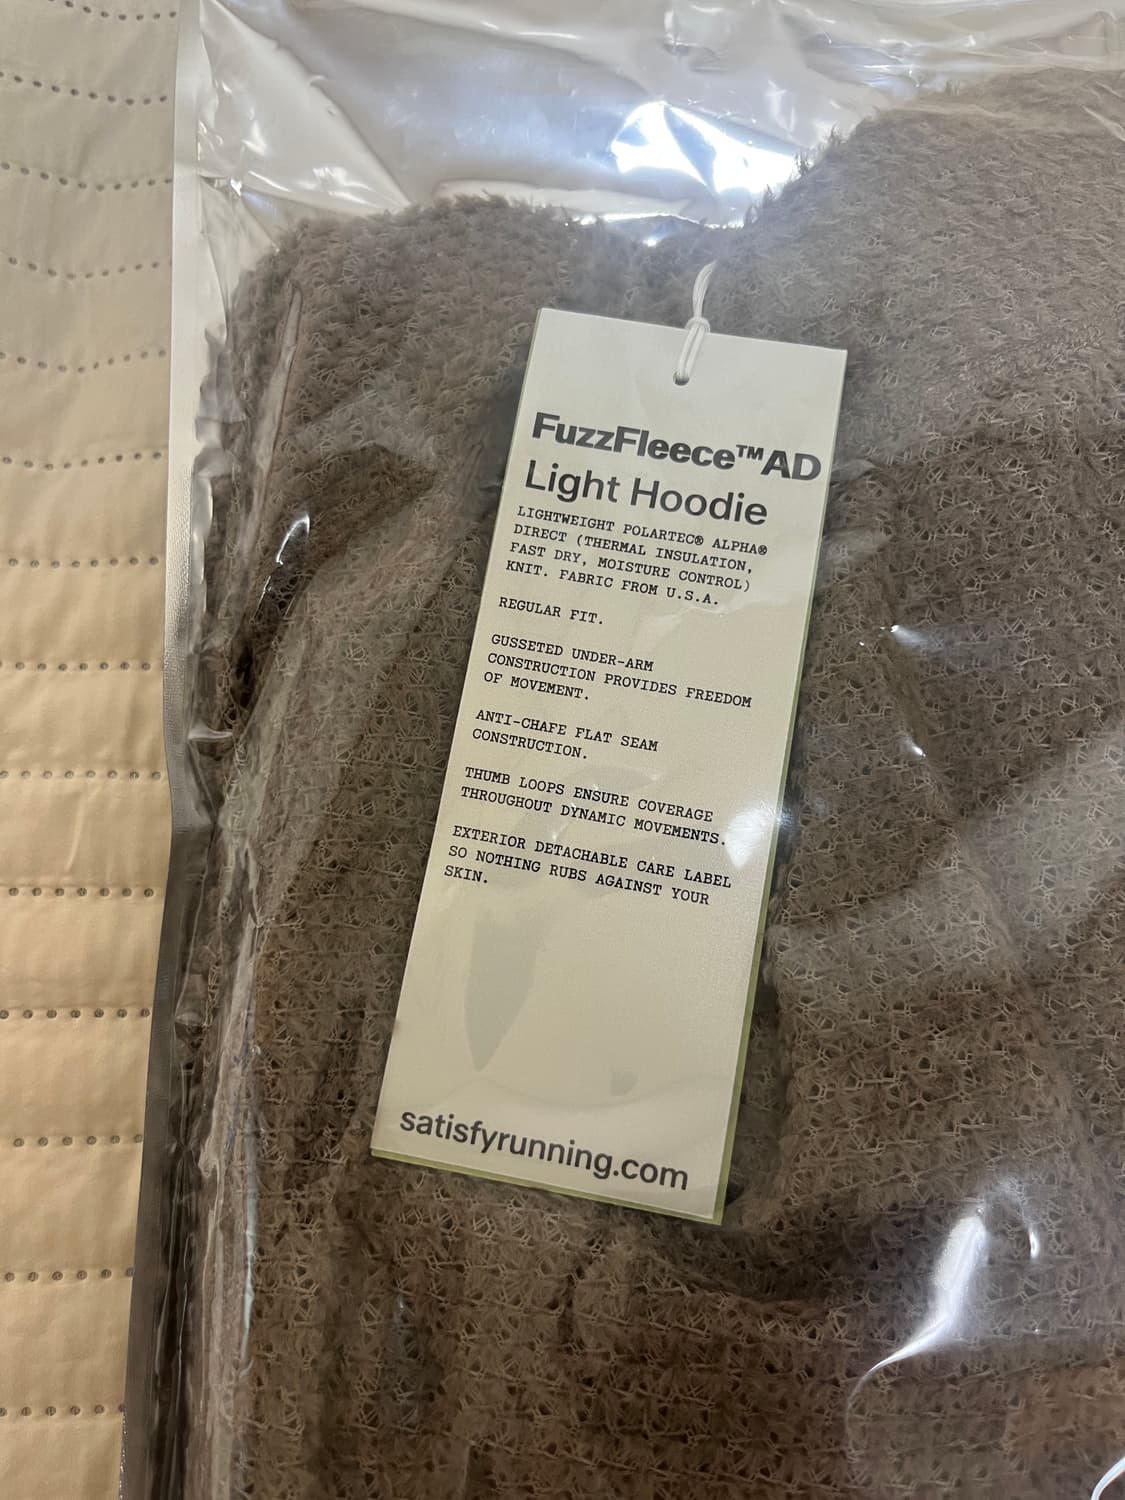 FuzzFleece™AD
Light Hoodie
LIGHTWEIGHT POLARTEC® ALPHA®
DIRECT (THERMAL INSULATION,
FAST DRY, MOISTURE CONTROL)
KNIT. FABRIC FROM U.S.A.
REGULAR FIT.
GUSSETED UNDER-ARM
CONSTRUCTION PROVIDES FREEDOM
OF MOVEMENT.
ANTI-CHAFE FLAT SEAM
CONSTRUCTION.
THUMB LOOPS ENSURE COVERAGE
THROUGHOUT DYNAMIC MOVEMENTS.
EXTERIOR DETACHABLE CARE LABEL
SO NOTHING RUBS AGAINST YOUR
SKIN.
satisfyrunning.com